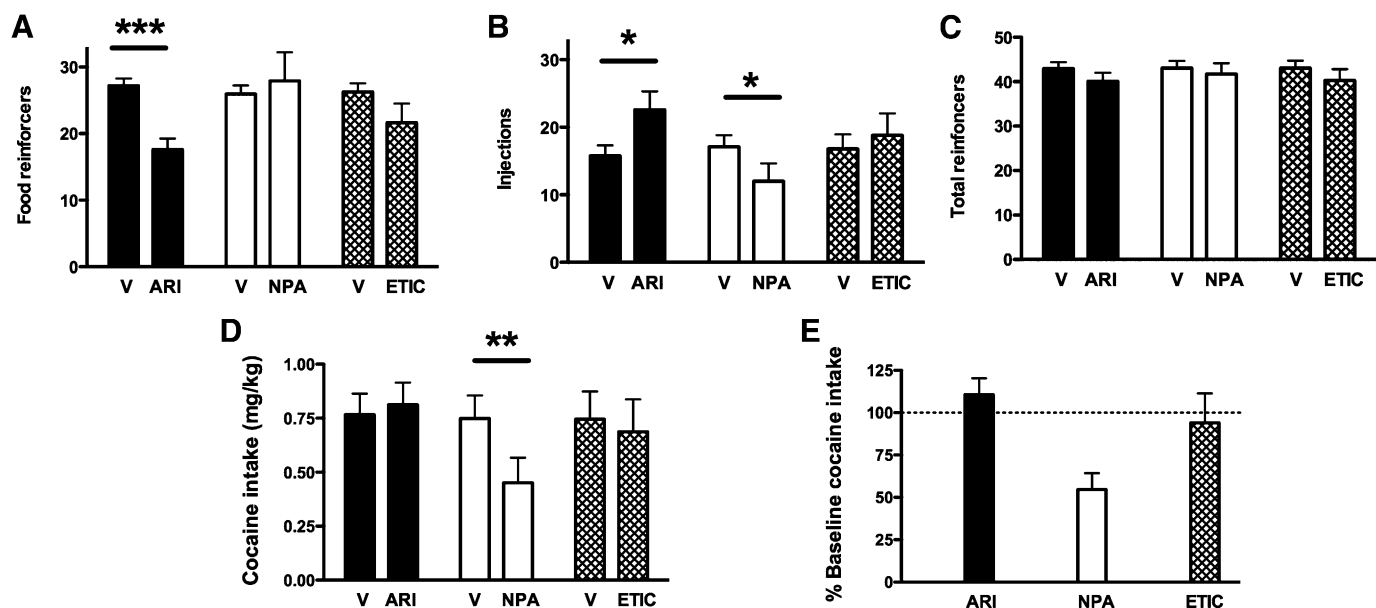 A
Food reinforcers
30
20
10
0
***
V ARI V NPA V ETIC
B
Injections
30
20
10
0
*
*
V ARI V NPA V ETIC
C
Total reinfoncers
50
40
30
20
10
0
V ARI V NPA V ETIC
D
Cocaine intake (mg/kg)
1.00
0.75
0.50
0.25
0.00
**
V ARI V NPA V ETIC
E
% Baseline cocaine intake
125
100
75
50
25
0
ARI NPA ETIC